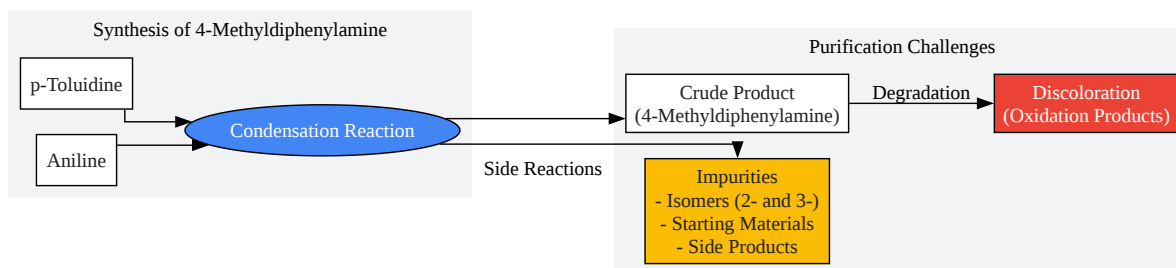 Synthesis of 4-Methyldiphenylamine
p-Toluidine
Aniline
Condensation Reaction
Side Reactions
Purification Challenges
Crude Product
(4-Methyldiphenylamine)
Degradation
Discoloration
(Oxidation Products)
Impurities
- Isomers (2- and 3-)
- Starting Materials
- Side Products